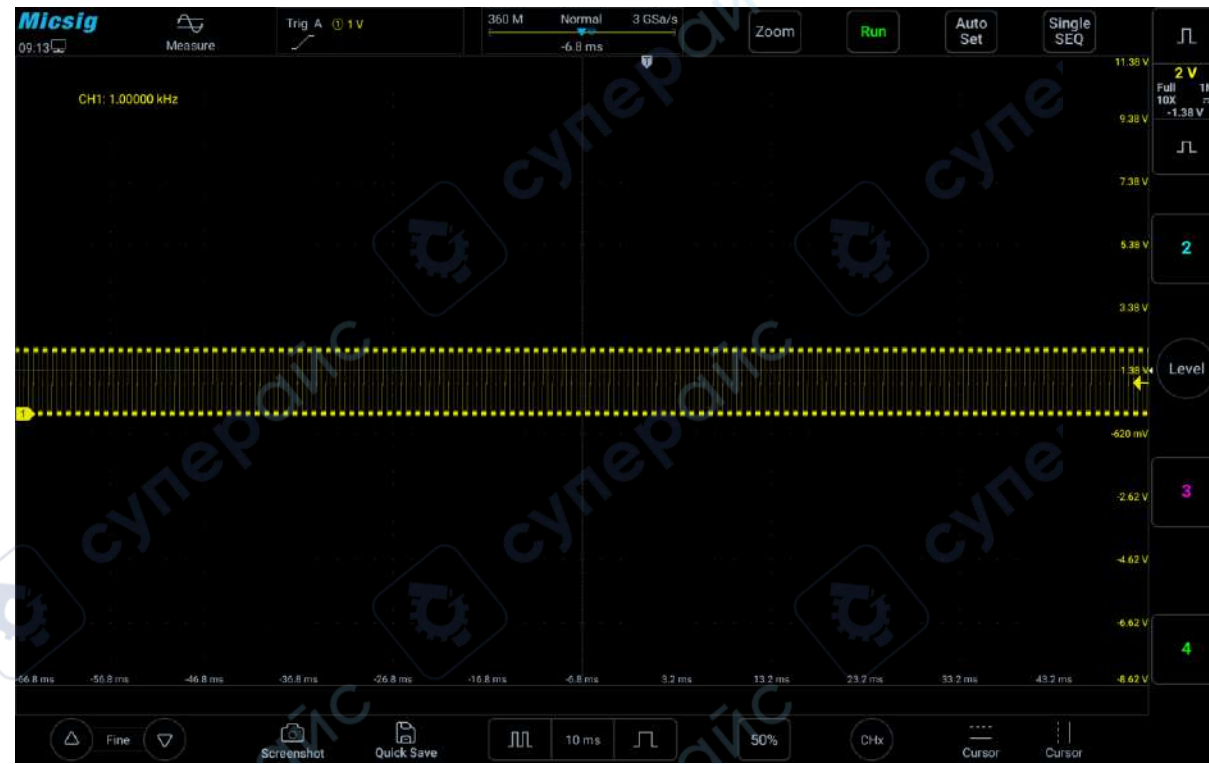 Micsig
09:13
Measure
Trig A ① 1 V
360 M Normal 3 GSa/s
-6.8 ms
Zoom
Run
Auto
Set
Single
SEQ
T
CH1: 1.00000 kHz
11.38 V
9.38 V
7.38 V
5.38 V
3.38 V
1.38 V
-620 mV
-2.62 V
-4.62 V
-6.62 V
-8.62 V
2 V
Full
10X
-1.38 V
2
Level
3
4
1
-66.8 ms -56.8 ms -46.8 ms -36.8 ms -26.8 ms -16.8 ms -6.8 ms 3.2 ms 13.2 ms 23.2 ms 33.2 ms 43.2 ms
Fine
Screenshot
Quick Save
10 ms
50%
CHx
Cursor
Cursor
суперайс
суперайс
суперайс
суперайс